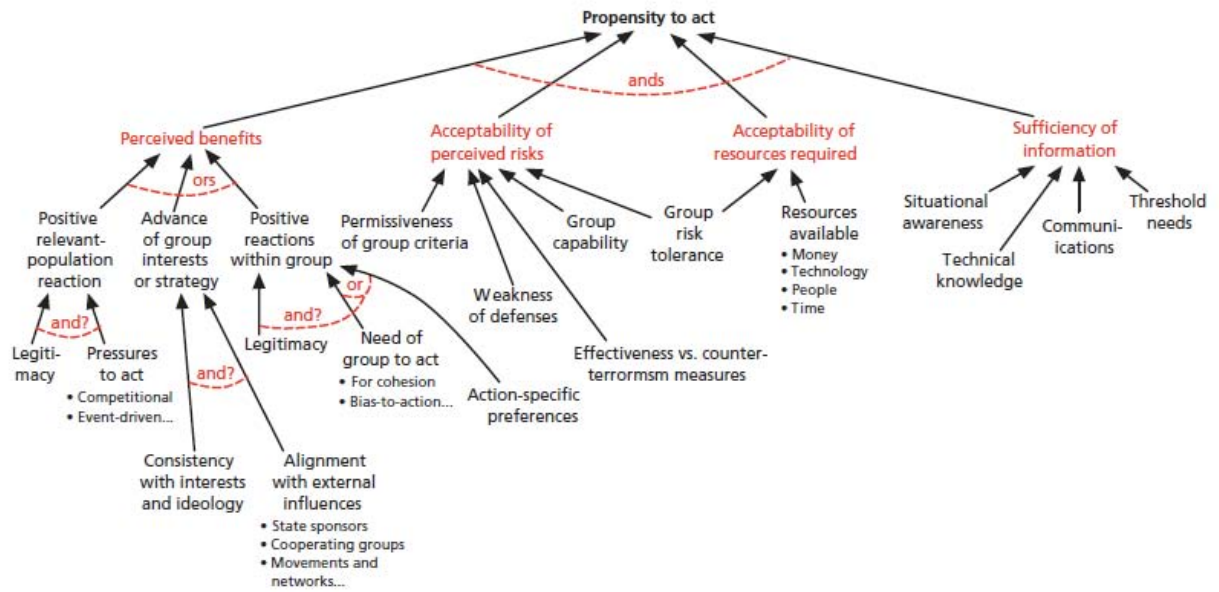 Propensity to act
ands
Perceived benefits
Acceptability of
perceived risks
Acceptability of
resources required
Sufficiency of
information
ors
Positive
relevant-
population
reaction
Advance
of group
interests
or strategy
Positive
reactions
within group
Permissiveness
of group criteria
Group
capability
Group
risk
tolerance
Resources
available
• Money
• Technology
• People
• Time
Situational
awareness
Technical
knowledge
Communi-
cations
Threshold
needs
Weakness
of defenses
Effectiveness vs. counter-
terrormsm measures
and?
Legiti-
macy
Pressures
to act
• Competitional
• Event-driven...
and?
or
and?
Legitimacy
Need of
group to act
• For cohesion
• Bias-to-action...
Action-specific
preferences
Consistency
with interests
and ideology
Alignment
with external
influences
• State sponsors
• Cooperating groups
• Movements and
networks...